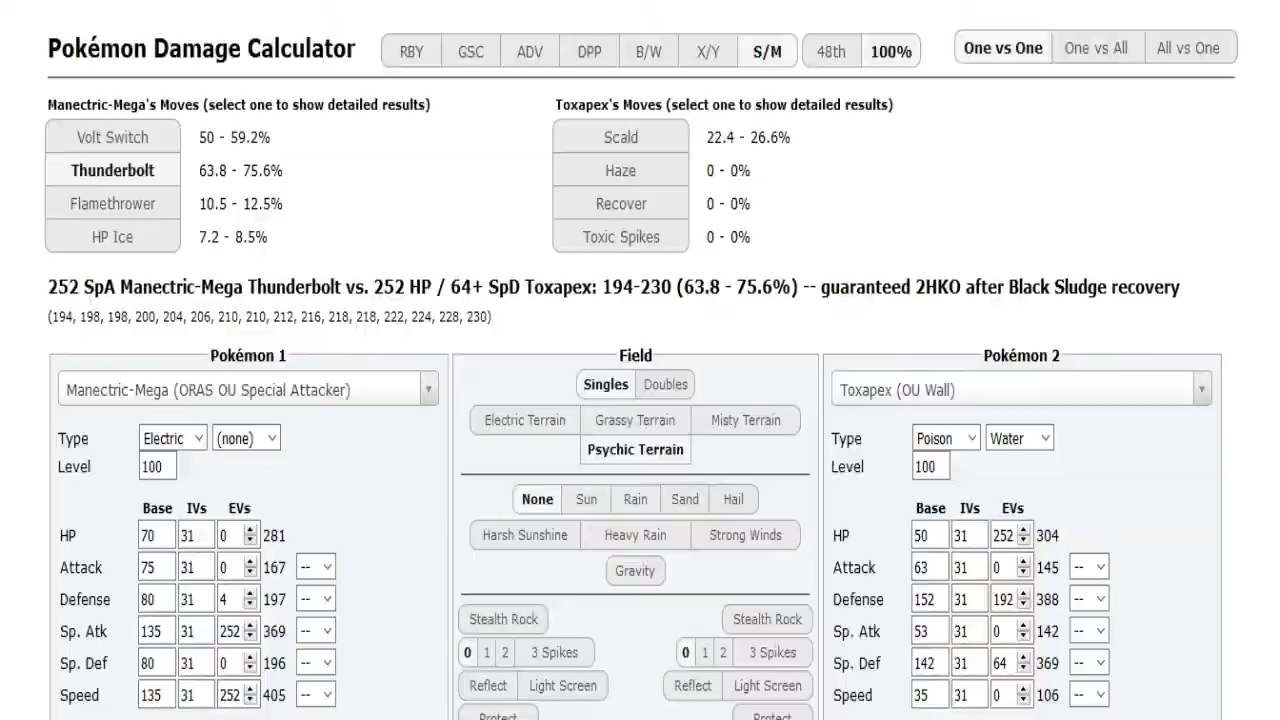 Pokémon Damage Calculator RBY GSC ADV DPP B/W X/Y S/M 48th 100% One vs One One vs All All vs One
Manectric-Mega's Moves (select one to show detailed results) Toxapex's Moves (select one to show detailed results)
Volt Switch 50 - 59.2% Scald 22.4 - 26.6%
Thunderbolt 63.8 - 75.6% Haze 0 - 0%
Flamethrower 10.5 - 12.5% Recover 0 - 0%
HP Ice 7.2 - 8.5% Toxic Spikes 0 - 0%
252 SpA Manectric-Mega Thunderbolt vs. 252 HP / 64+ SpD Toxapex: 194-230 (63.8 - 75.6%) -- guaranteed 2HKO after Black Sludge recovery
(194, 198, 198, 200, 204, 206, 210, 210, 212, 216, 218, 218, 222, 224, 228, 230)
Pokémon 1 Field Pokémon 2
Manectric-Mega (ORAS OU Special Attacker) Singles Doubles Toxapex (OU Wall)
Electric Terrain Grassy Terrain Misty Terrain
Type Electric (none) Psychic Terrain Type Poison Water
Level 100 Level 100
Base IVs EVs None Sun Rain Sand Hail Base IVs EVs
HP 70 31 0 281 Harsh Sunshine Heavy Rain Strong Winds HP 50 31 252 304
Attack 75 31 0 167 -- Gravity Attack 63 31 0 145 --
Defense 80 31 4 197 -- Defense 152 31 192 388 --
Stealth Rock Stealth Rock
Sp. Atk 135 31 252 369 -- Sp. Atk 53 31 0 142 --
0 1 2 3 Spikes 0 1 2 3 Spikes
Sp. Def 80 31 0 196 -- Sp. Def 142 31 64 369 --
Reflect Light Screen Reflect Light Screen
Speed 135 31 252 405 -- Speed 35 31 0 106 --
Protect Protect